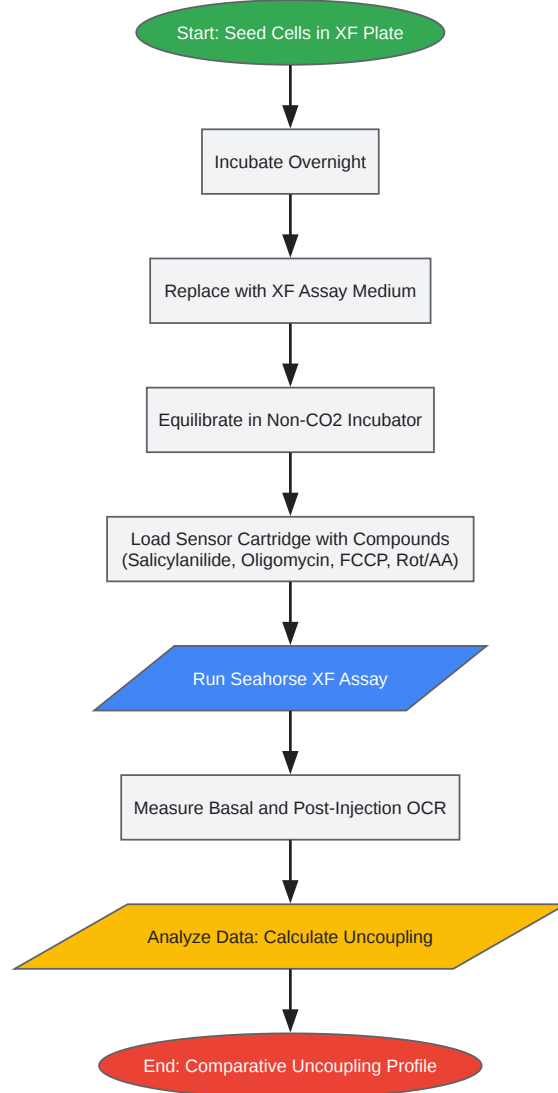 Start: Seed Cells in XF Plate
Incubate Overnight
Replace with XF Assay Medium
Equilibrate in Non-CO2 Incubator
Load Sensor Cartridge with Compounds
(Salicylanilide, Oligomycin, FCCP, Rot/AA)
Run Seahorse XF Assay
Measure Basal and Post-Injection OCR
Analyze Data: Calculate Uncoupling
End: Comparative Uncoupling Profile